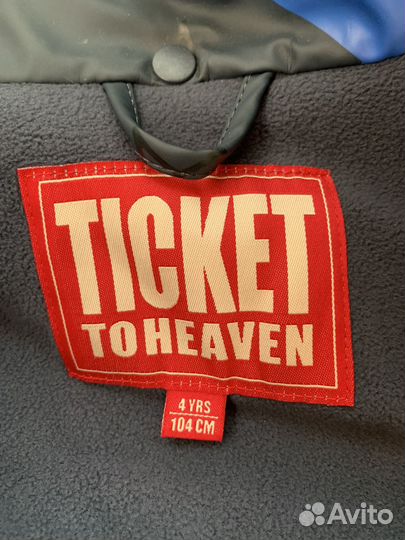 TICKET
TO HEAVEN
4 YRS
104 CM
Avito